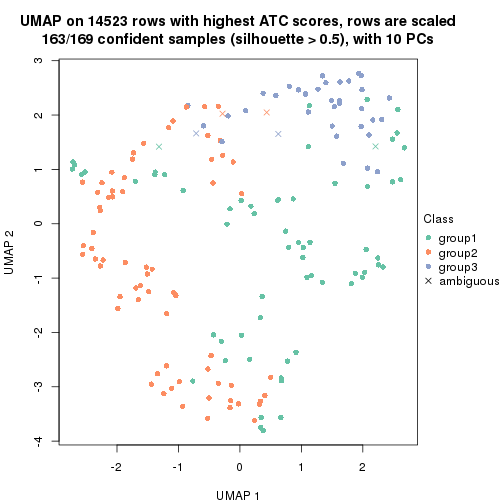 UMAP on 14523 rows with highest ATC scores, rows are scaled
163/169 confident samples (silhouette > 0.5), with 10 PCs
3
2
1
0
-1
-2
-3
-4
UMAP 2
-2
-1
0
1
2
UMAP 1
Class
group1
group2
group3
ambiguous